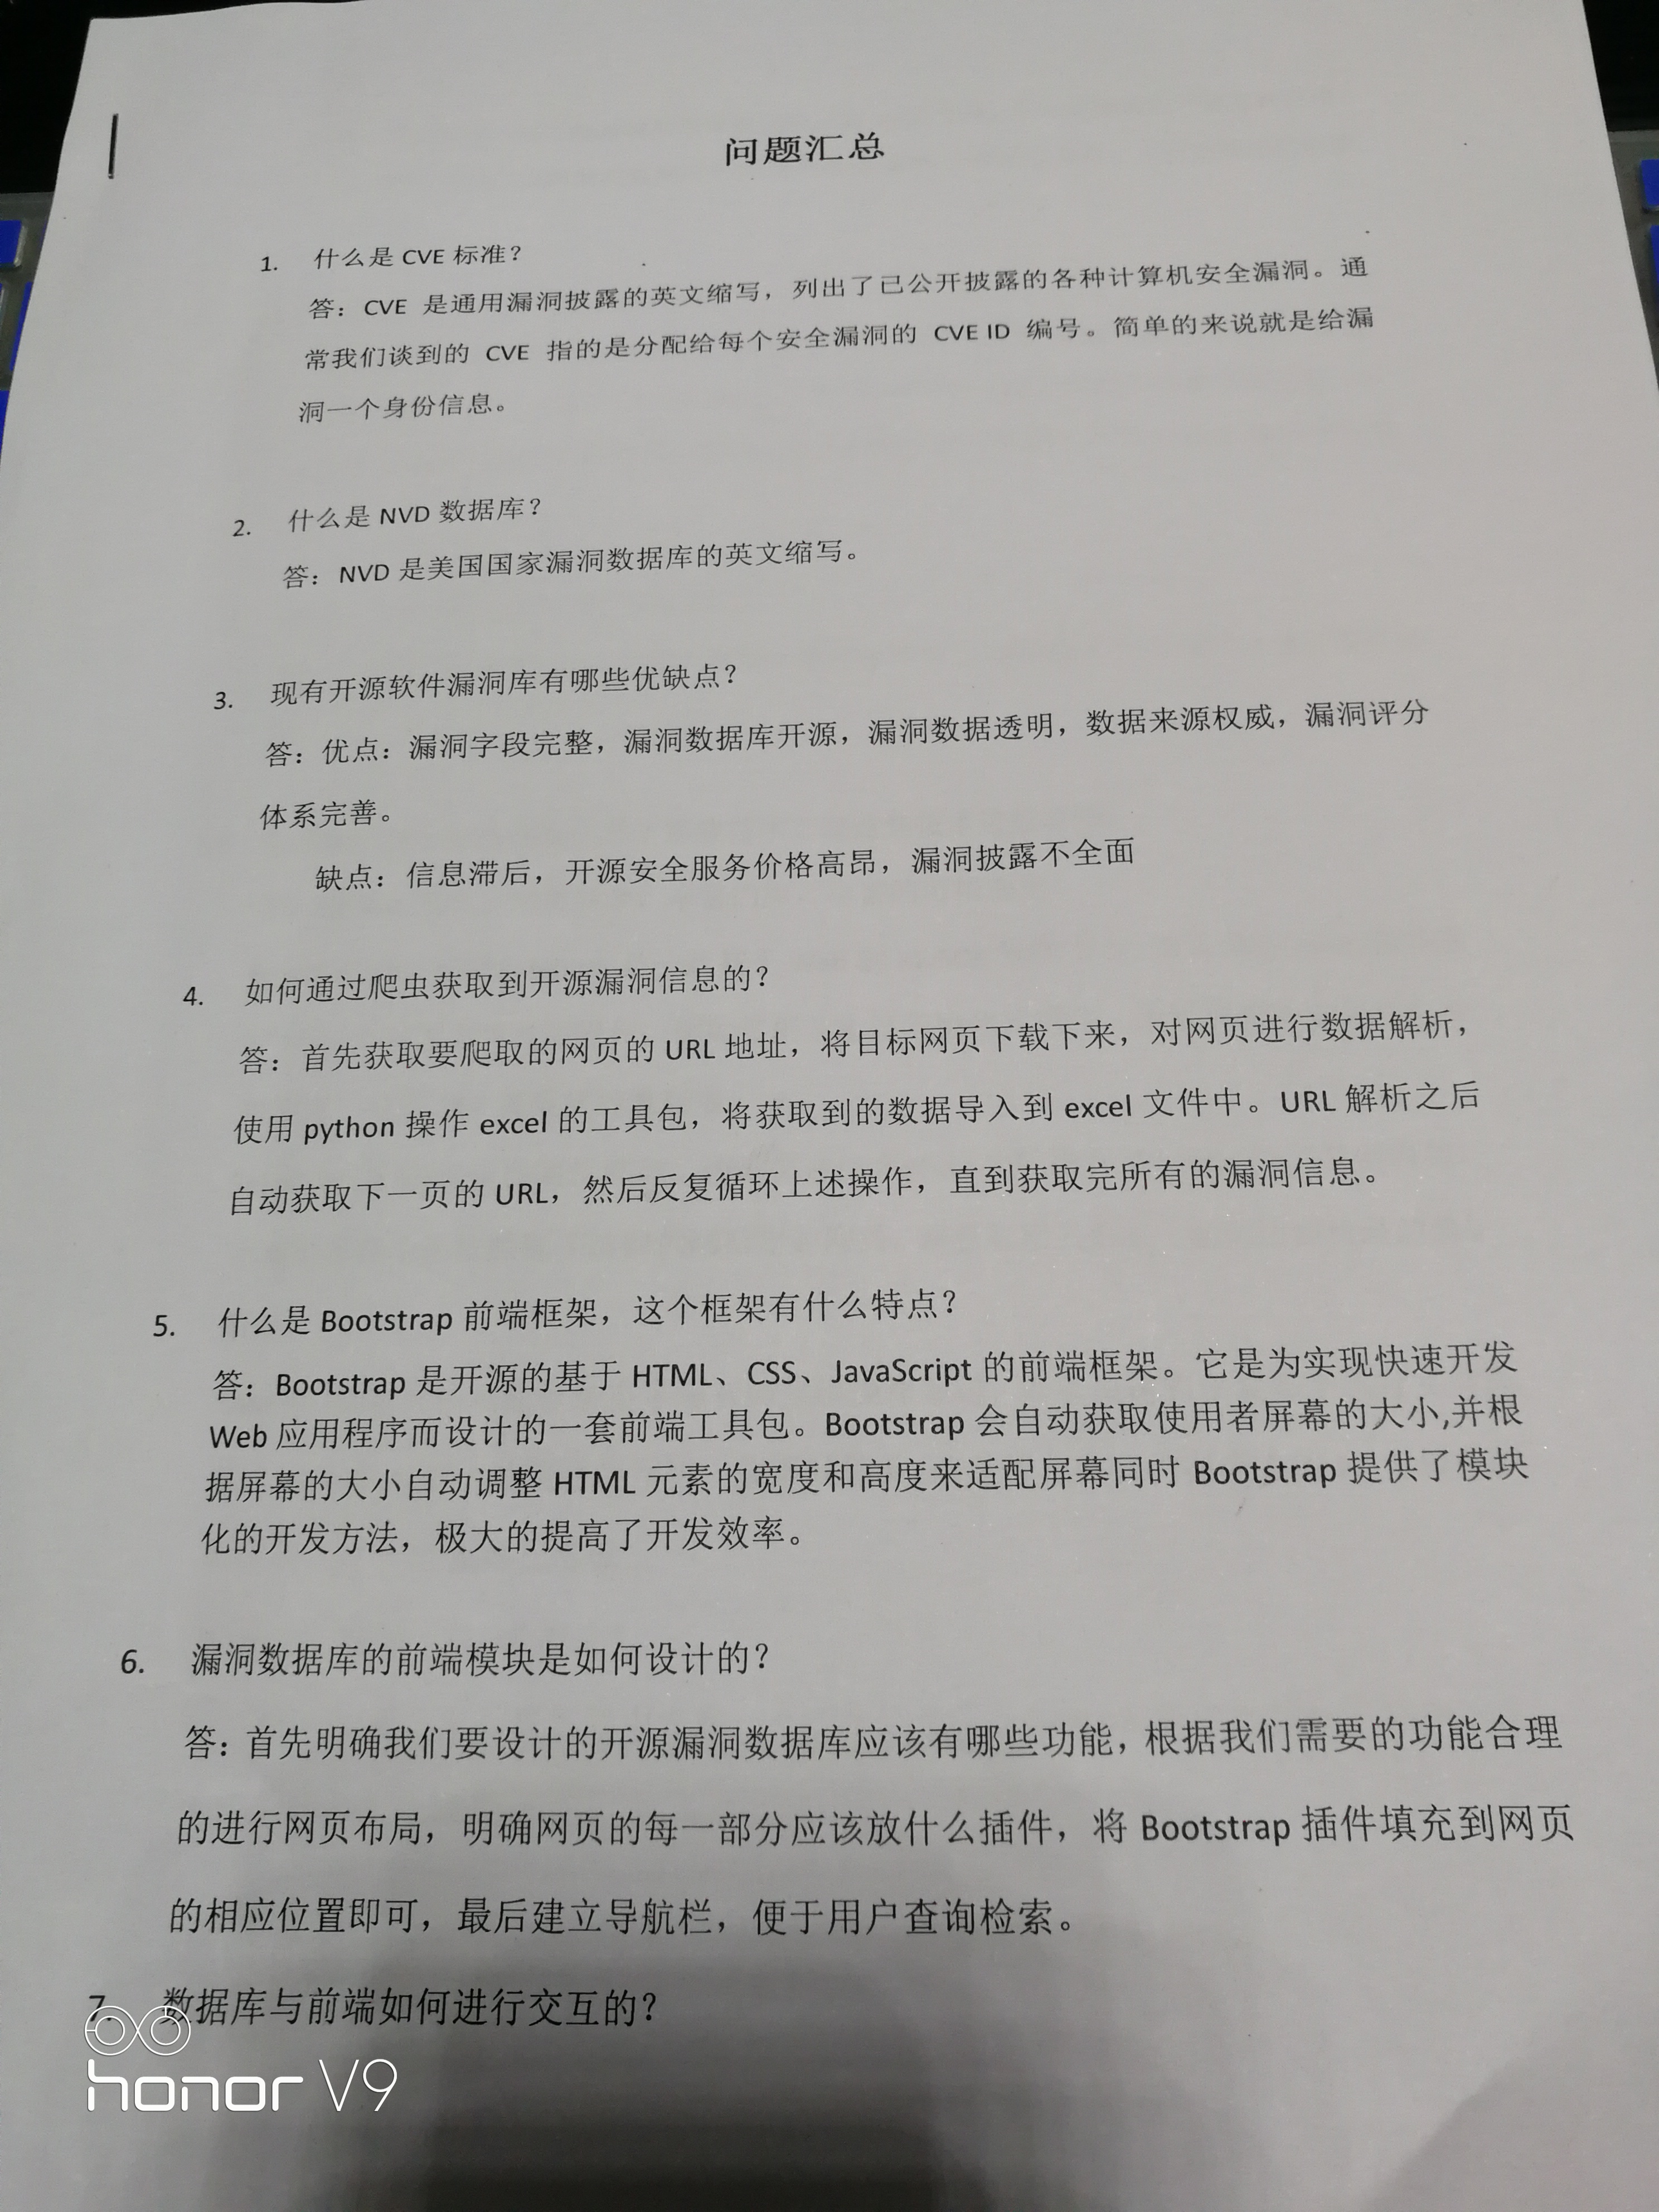 问题汇总
1. 什么是 CVE 标准？
答：CVE 是通用漏洞披露的英文缩写，列出了已公开披露的各种计算机安全漏洞。通
常我们谈到的 CVE 指的是分配给每个安全漏洞的 CVE ID 编号。简单的来说就是给漏
洞一个身份信息。
2. 什么是 NVD 数据库？
答：NVD 是美国国家漏洞数据库的英文缩写。
3. 现有开源软件漏洞库有哪些优缺点？
答：优点：漏洞字段完整，漏洞数据库开源，漏洞数据透明，数据来源权威，漏洞评分
体系完善。
缺点：信息滞后，开源安全服务价格高昂，漏洞披露不全面
4. 如何通过爬虫获取到开源漏洞信息的？
答：首先获取要爬取的网页的 URL 地址，将目标网页下载下来，对网页进行数据解析，
使用 python 操作 excel 的工具包，将获取到的数据导入到 excel 文件中。URL 解析之后
自动获取下一页的 URL，然后反复循环上述操作，直到获取完所有的漏洞信息。
5. 什么是 Bootstrap 前端框架，这个框架有什么特点？
答：Bootstrap 是开源的基于 HTML、CSS、JavaScript 的前端框架。它是为实现快速开发
Web 应用程序而设计的一套前端工具包。Bootstrap 会自动获取使用者屏幕的大小,并根
据屏幕的大小自动调整 HTML 元素的宽度和高度来适配屏幕同时 Bootstrap 提供了模块
化的开发方法，极大的提高了开发效率。
6. 漏洞数据库的前端模块是如何设计的？
答：首先明确我们要设计的开源漏洞数据库应该有哪些功能，根据我们需要的功能合理
的进行网页布局，明确网页的每一部分应该放什么插件，将 Bootstrap 插件填充到网页
的相应位置即可，最后建立导航栏，便于用户查询检索。
7. 数据库与前端如何进行交互的？
honor V9